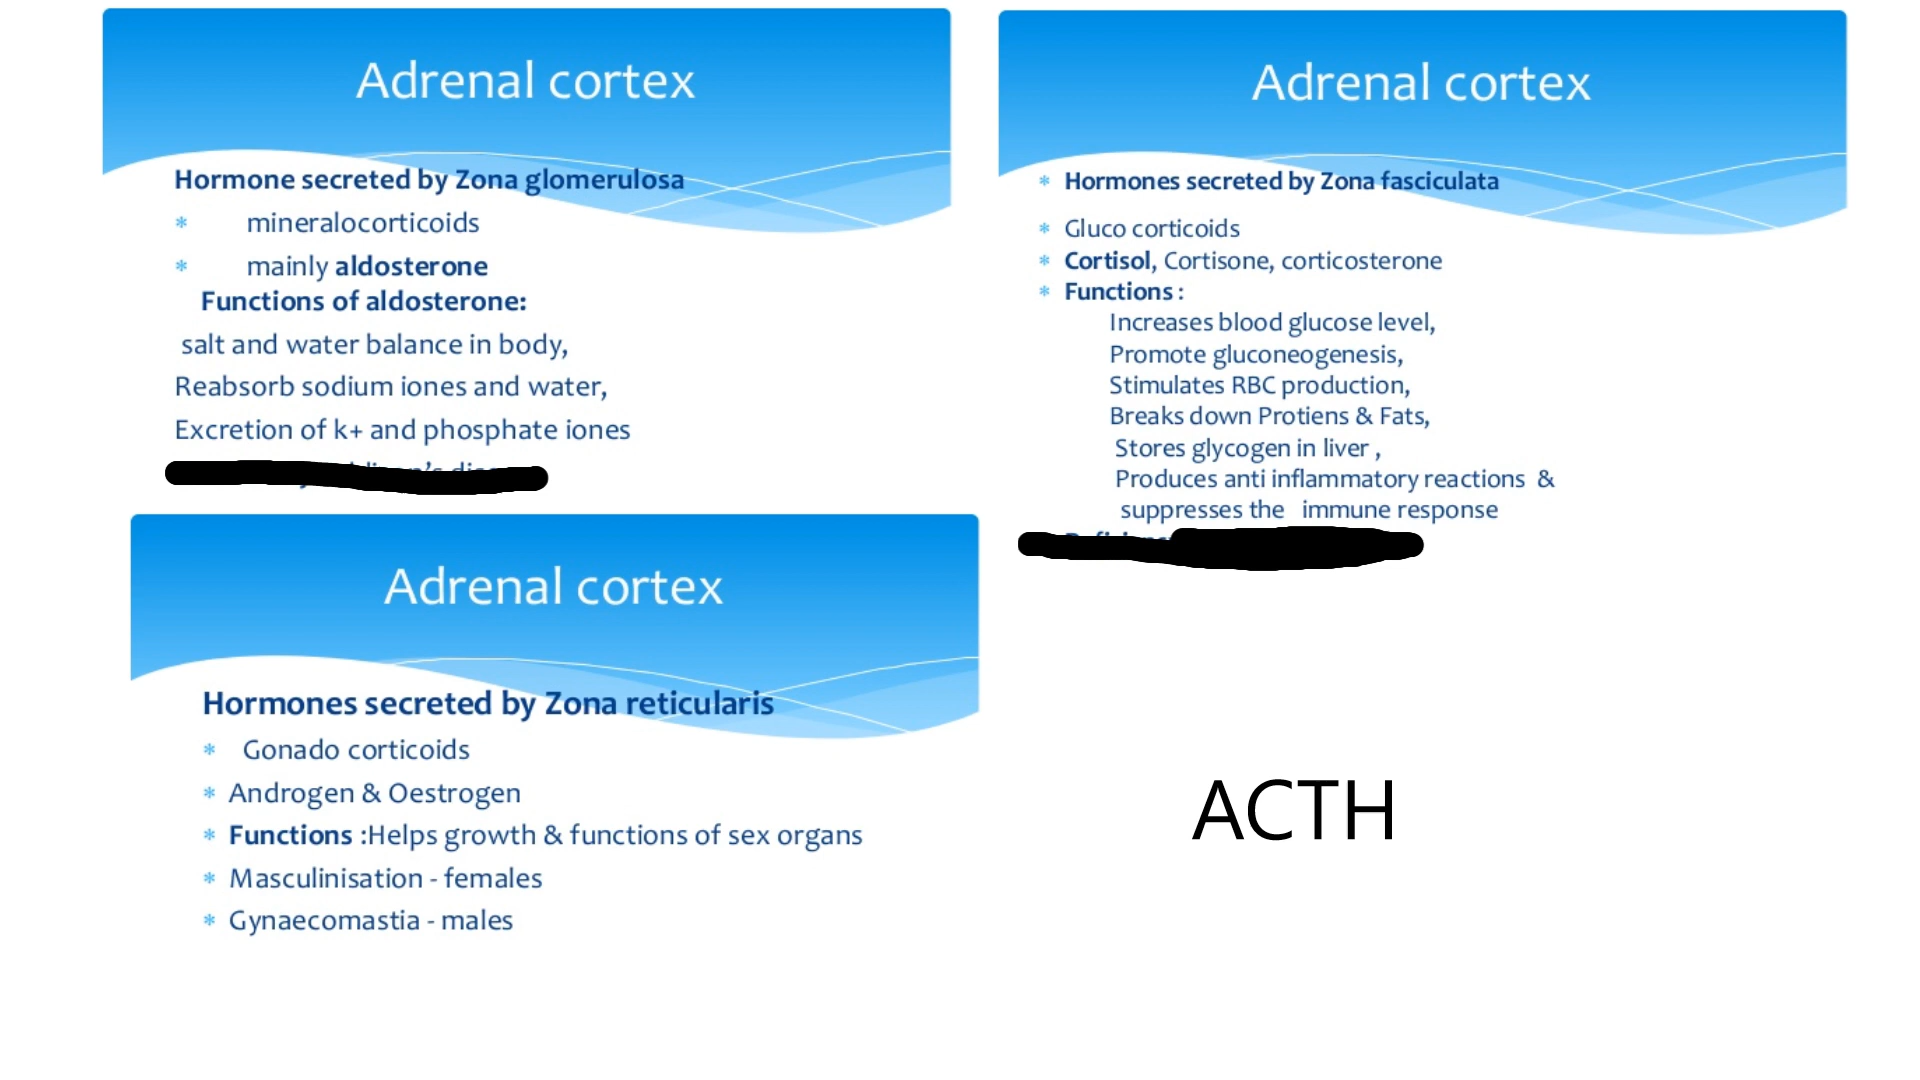 Adrenal cortex
Hormone secreted by Zona glomerulosa
* mineralocorticoids
* mainly aldosterone
Functions of aldosterone:
salt and water balance in body,
Reabsorb sodium iones and water,
Excretion of k+ and phosphate iones
Adrenal cortex
* Hormones secreted by Zona fasciculata
* Gluco corticoids
* Cortisol, Cortisone, corticosterone
* Functions :
Increases blood glucose level,
Promote gluconeogenesis,
Stimulates RBC production,
Breaks down Protiens & Fats,
Stores glycogen in liver ,
Produces anti inflammatory reactions &
suppresses the immune response
Adrenal cortex
Hormones secreted by Zona reticularis
* Gonado corticoids
* Androgen & Oestrogen
* Functions :Helps growth & functions of sex organs
* Masculinisation - females
* Gynaecomastia - males
ACTH